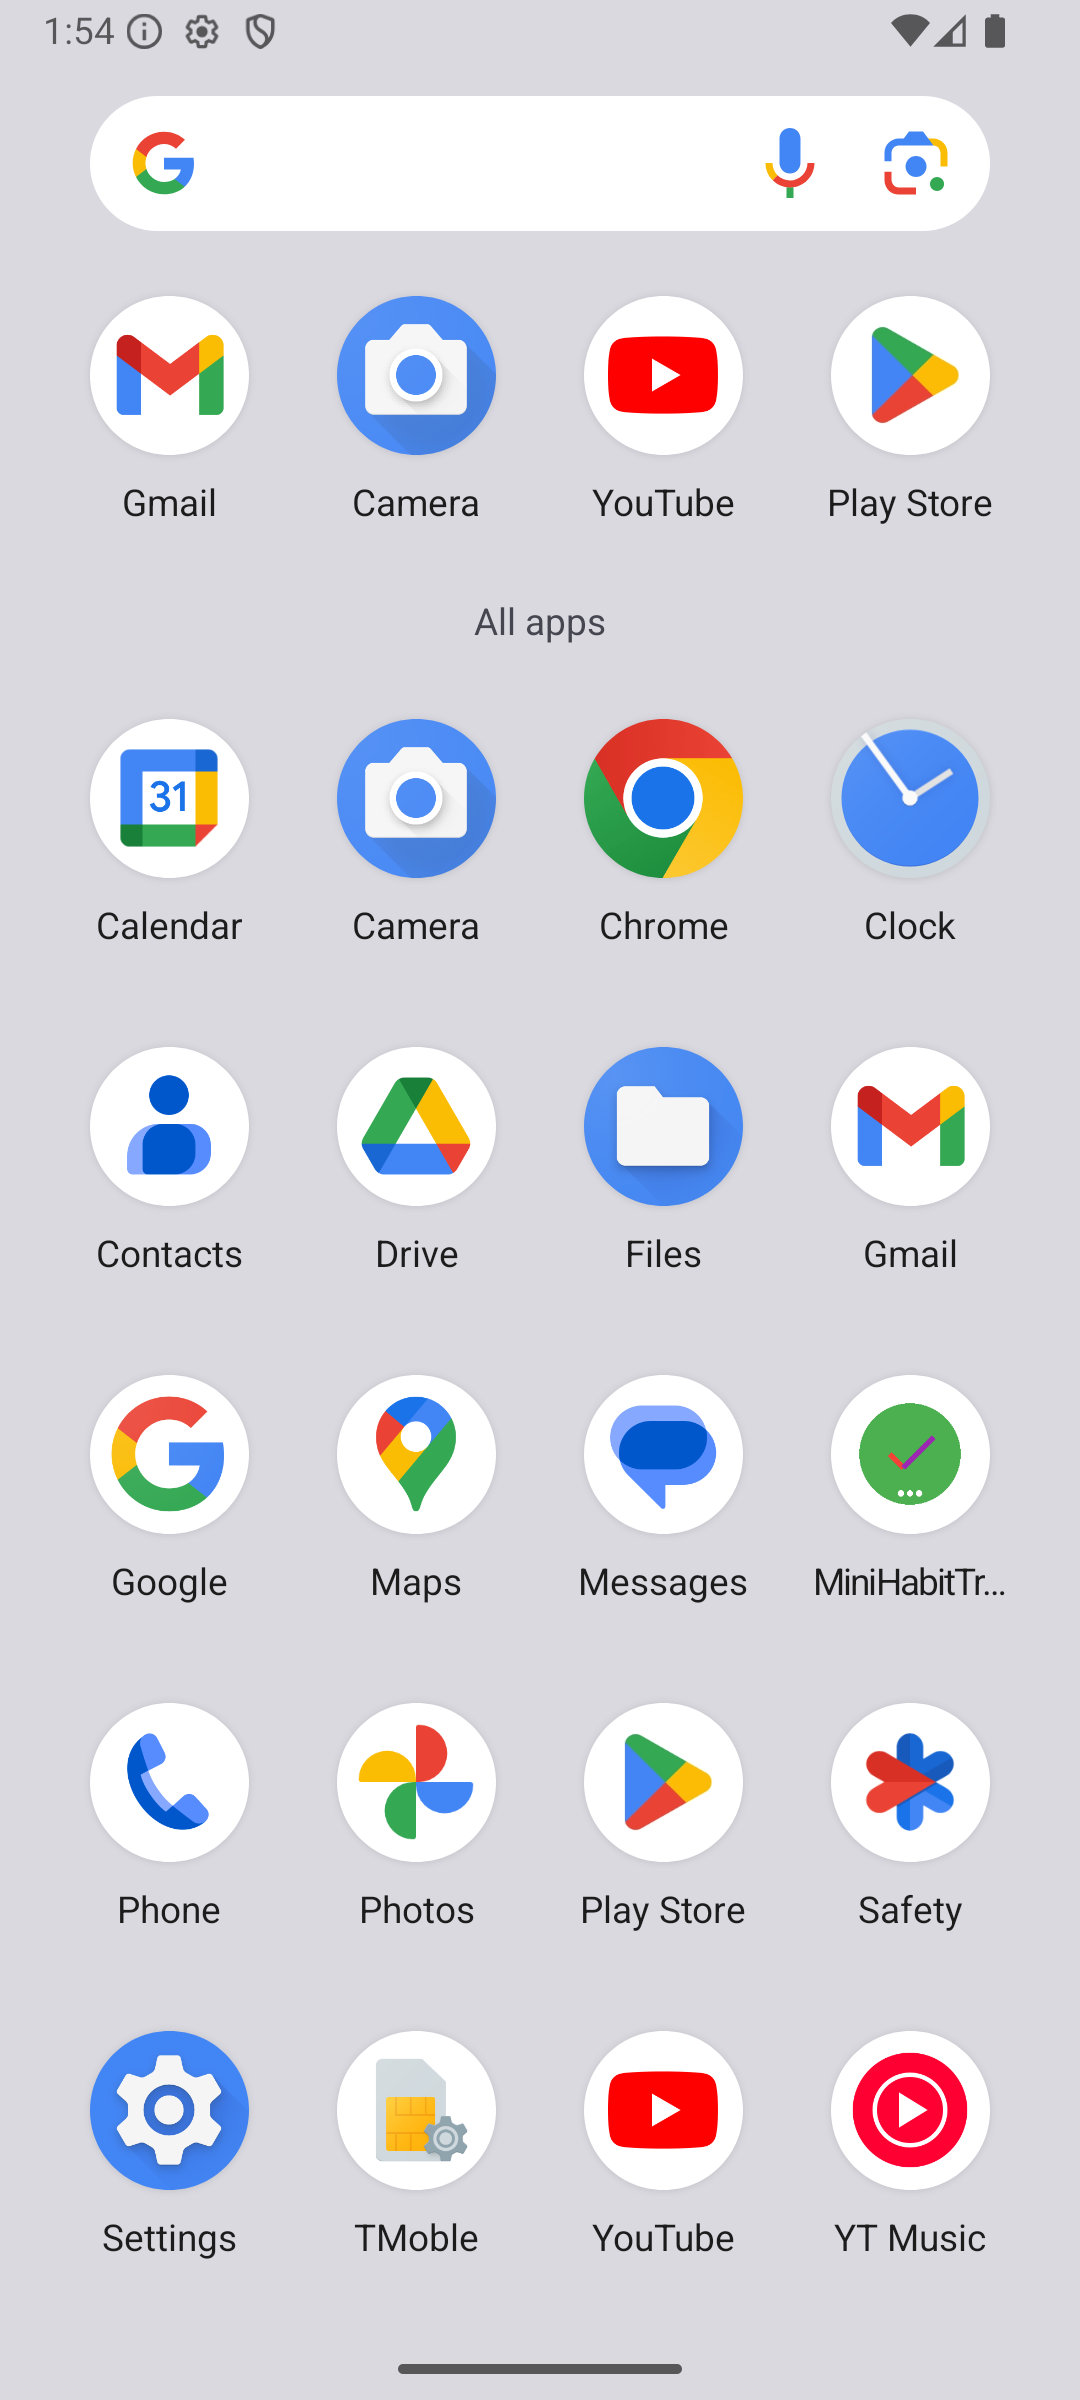 1:54
Gmail Camera YouTube Play Store
All apps
31
Calendar Camera Chrome Clock
Contacts Drive Files Gmail
Google Maps Messages MiniHabitTr...
Phone Photos Play Store Safety
Settings TMoble YouTube YT Music